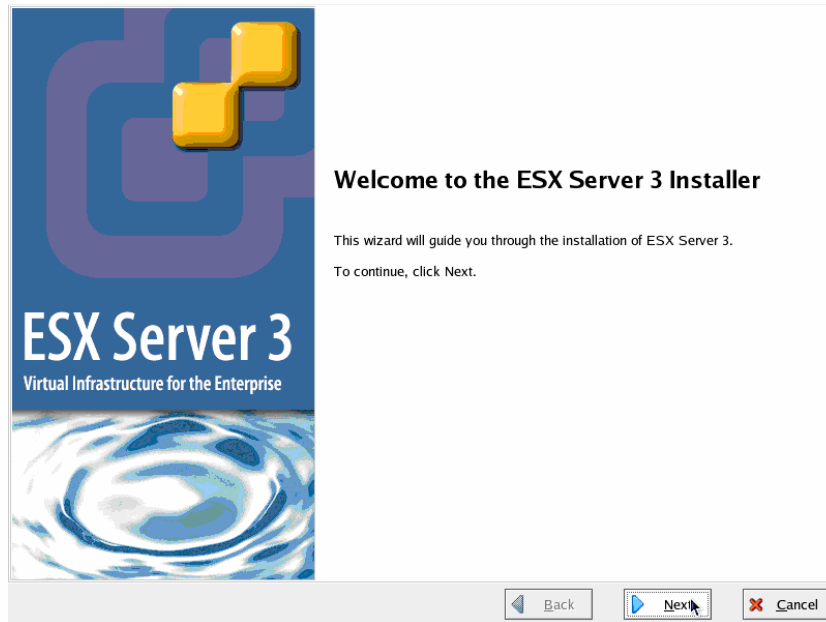 ESX Server 3
Virtual Infrastructure for the Enterprise
Welcome to the ESX Server 3 Installer
This wizard will guide you through the installation of ESX Server 3.
To continue, click Next.
Back
Next
Cancel